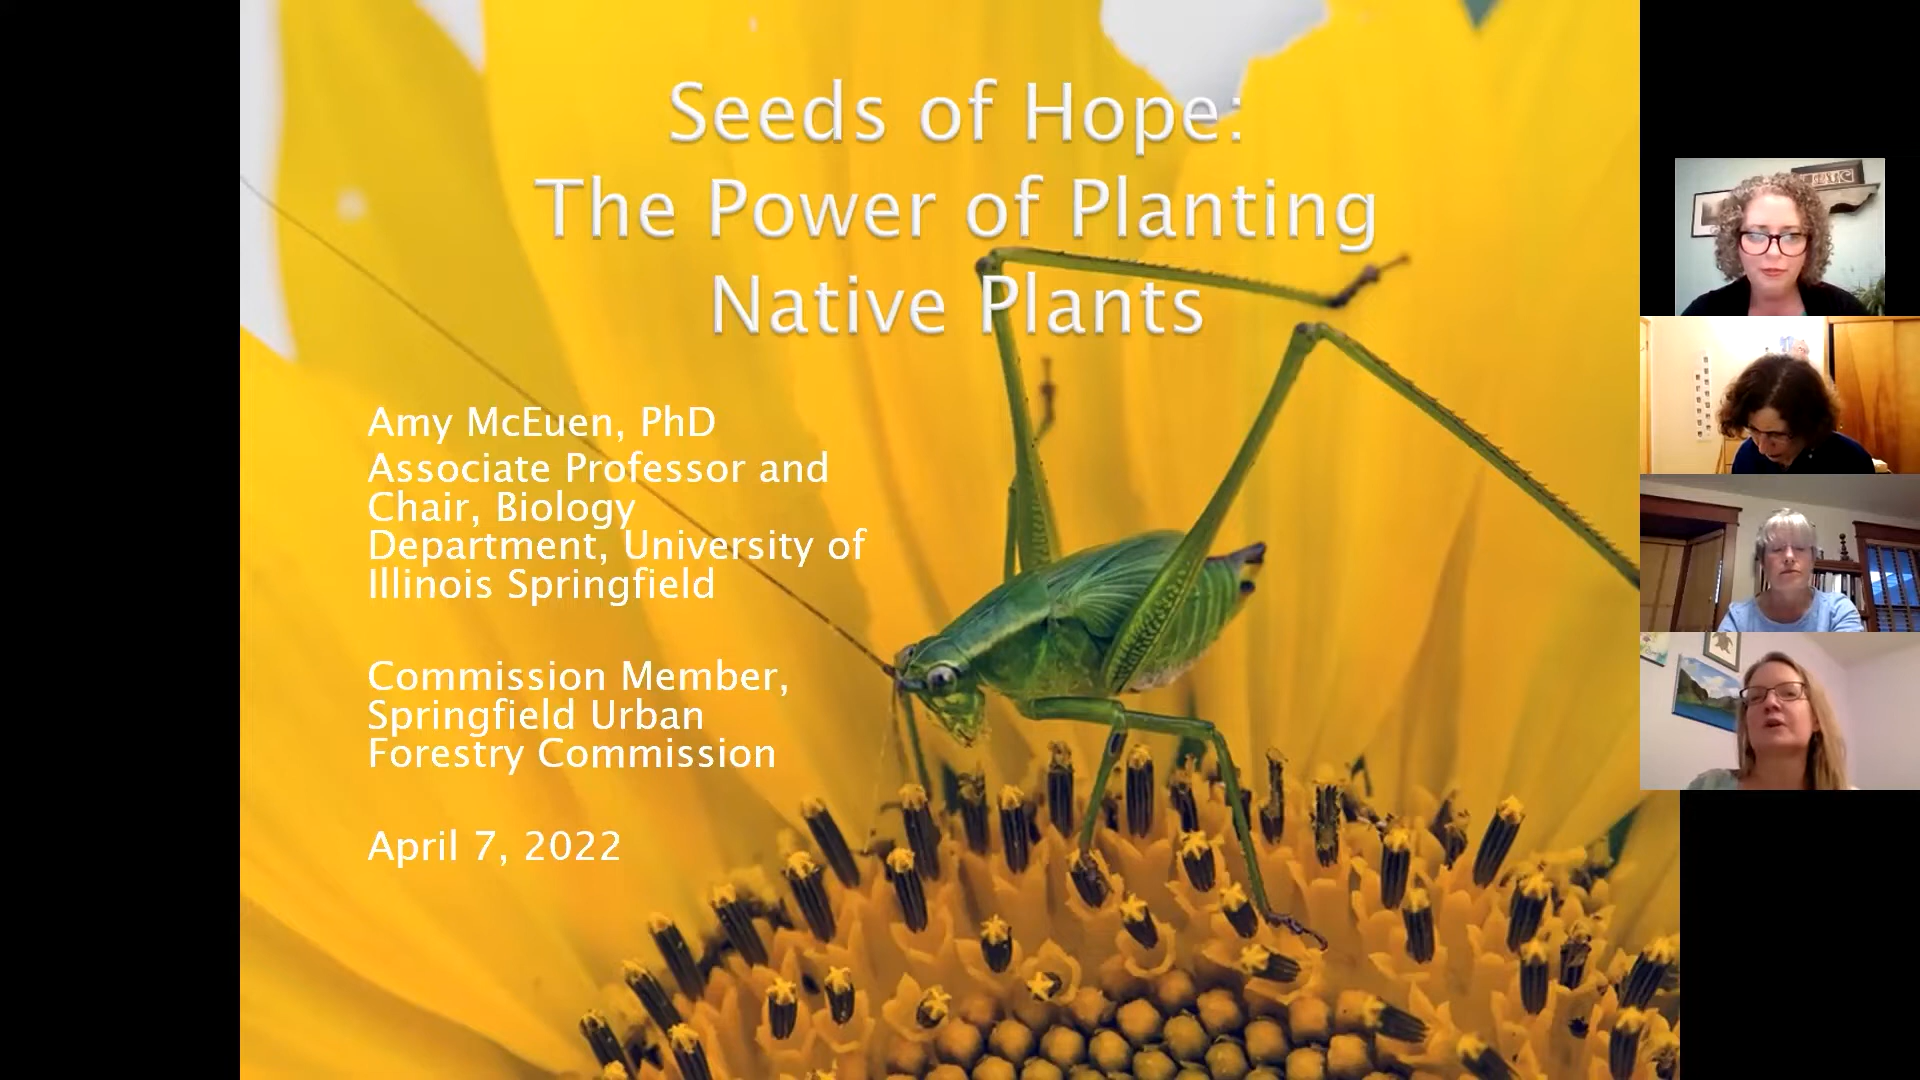 Seeds of Hope:
The Power of Planting
Native Plants
Amy McEuen, PhD
Associate Professor and
Chair, Biology
Department, University of
Illinois Springfield
Commission Member,
Springfield Urban
Forestry Commission
April 7, 2022